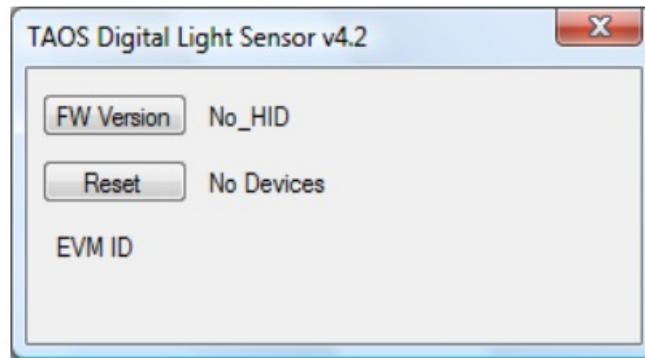 TAOS Digital Light Sensor v4.2
FW Version No_HID
Reset No Devices
EVM ID